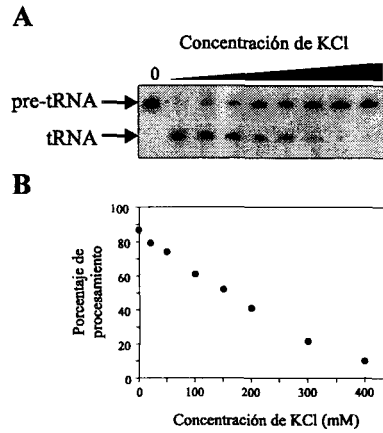 A
Concentración de KCl
0
pre-tRNA
tRNA
B
Porcentaje de
procesamiento
100
80
60
40
20
0
0 100 200 300 400
Concentración de KCl (mM)